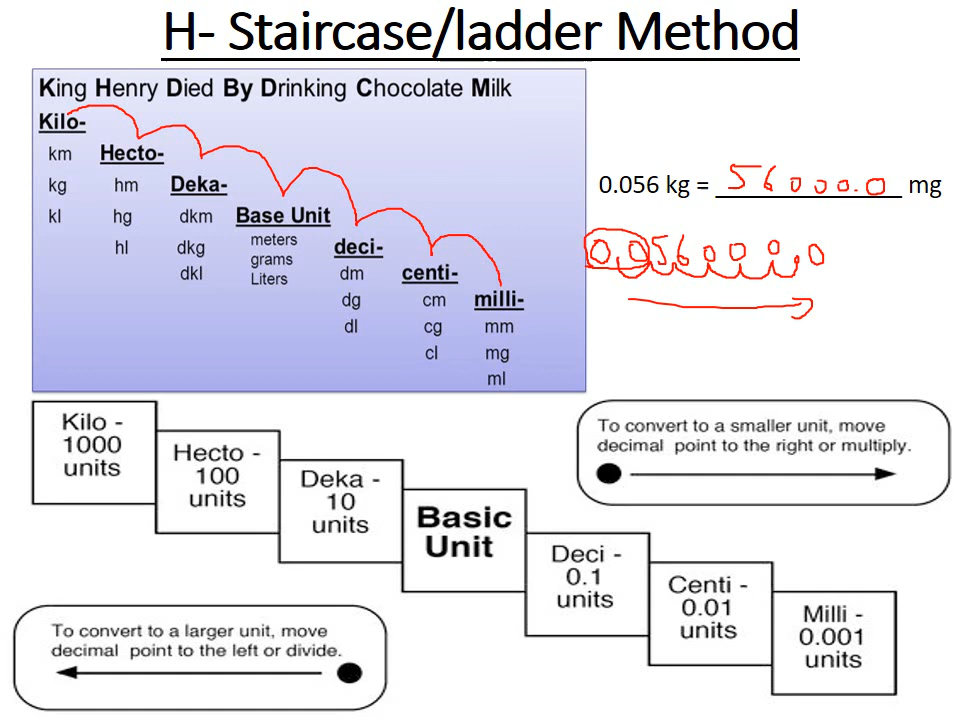 H- Staircase/ladder Method
King Henry Died By Drinking Chocolate Milk
Kilo-
km
kg
kl
Hecto-
hm
hg
hl
Deka-
dkm
dkg
dkl
Base Unit
meters
grams
Liters
deci-
dm
dg
dl
centi-
cm
cg
cl
milli-
mm
mg
ml
0.056 kg = 56000.0 mg
0.0560000.0
Kilo -
1000
units
Hecto -
100
units
Deka -
10
units
Basic
Unit
Deci -
0.1
units
Centi -
0.01
units
Milli -
0.001
units
To convert to a smaller unit, move
decimal point to the right or multiply.
To convert to a larger unit, move
decimal point to the left or divide.